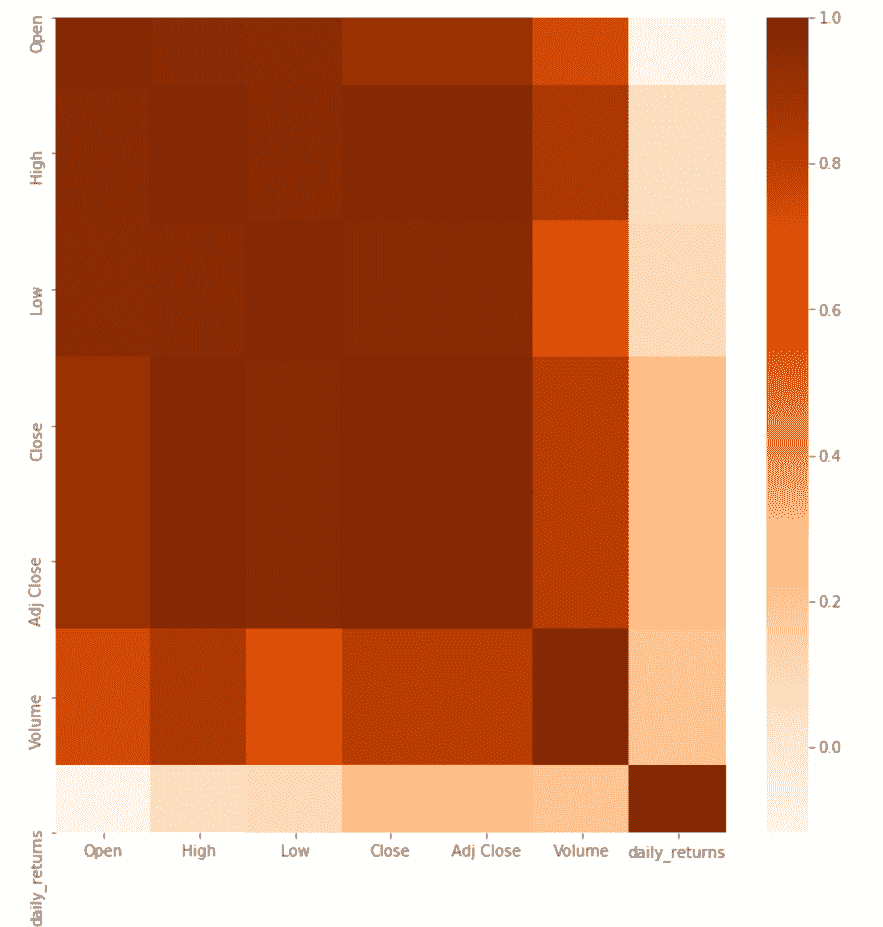 Open
High
Low
Close
Adj Close
Volume
daily_returns
Open
High
Low
Close
Adj Close
Volume
daily_returns
1.0
0.8
0.6
0.4
0.2
0.0